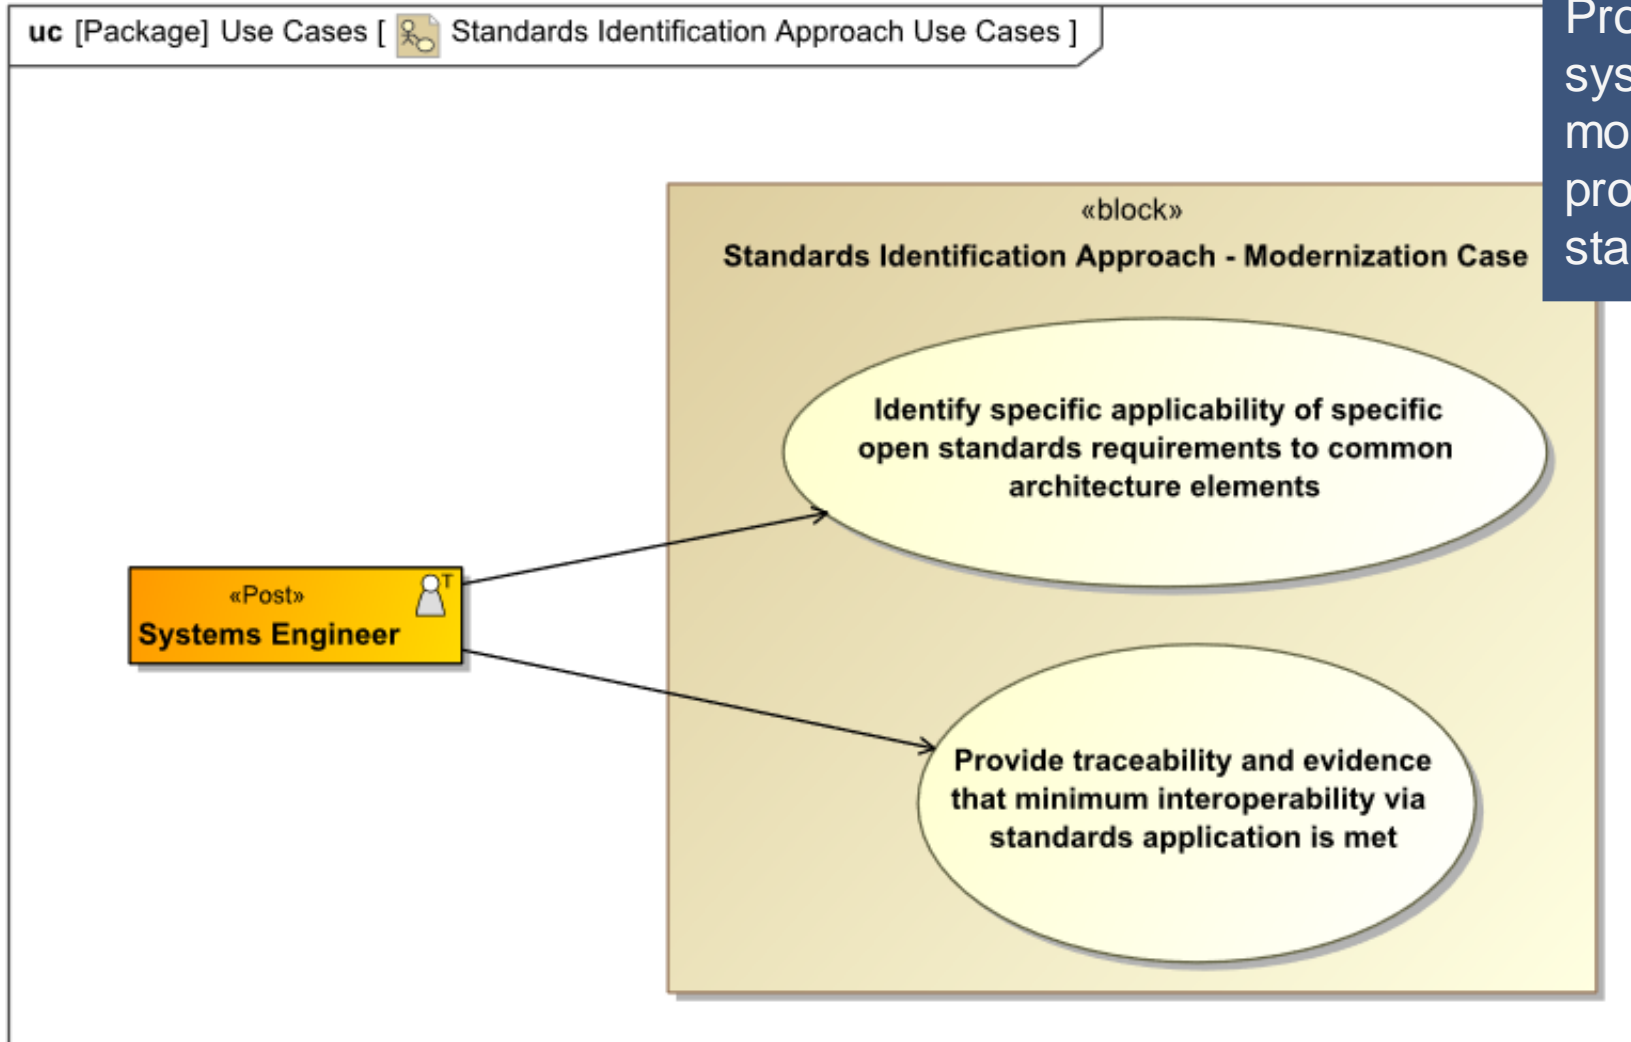 uc [Package] Use Cases [ Standards Identification Approach Use Cases ]
«block»
Standards Identification Approach - Modernization Case
Identify specific applicability of specific
open standards requirements to common
architecture elements
«Post»
T
Systems Engineer
Provide traceability and evidence
that minimum interoperability via
standards application is met